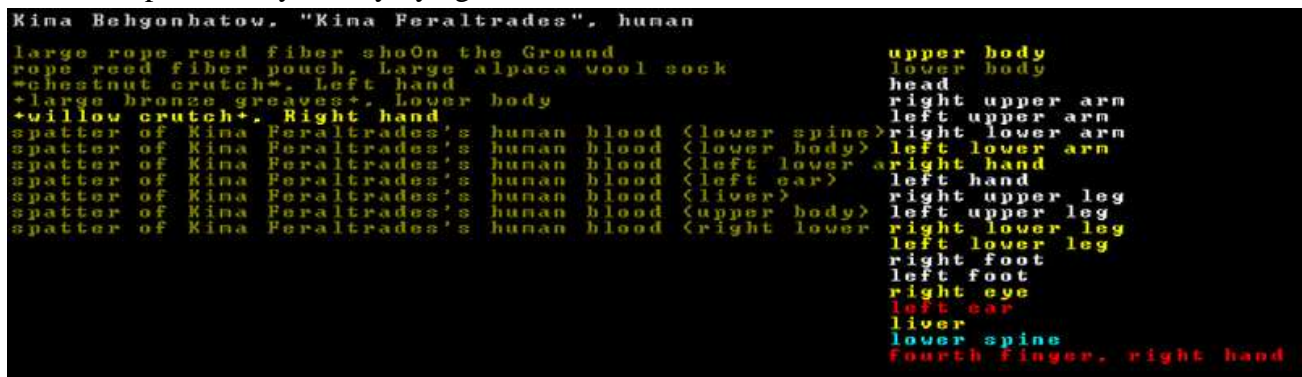 Kima Behgonbatow, "Kima Feraltrades", human
large rope reed fiber shoOn the Ground
rope reed fiber pouch, Large alpaca wool sock
*chestnut crutch*, Left hand
+large bronze greaves+, Lower body
+willow crutch+, Right hand
spatter of Kima Feraltrades's human blood (lower spine)
spatter of Kima Feraltrades's human blood (lower body)
spatter of Kima Feraltrades's human blood (left lower a
spatter of Kima Feraltrades's human blood (left ear)
spatter of Kima Feraltrades's human blood (liver)
spatter of Kima Feraltrades's human blood (upper body)
spatter of Kima Feraltrades's human blood (right lower
upper body
lower body
head
right upper arm
left upper arm
right lower arm
left lower arm
right hand
left hand
right upper leg
left upper leg
right lower leg
left lower leg
right foot
left foot
right eye
left ear
liver
lower spine
fourth finger, right hand